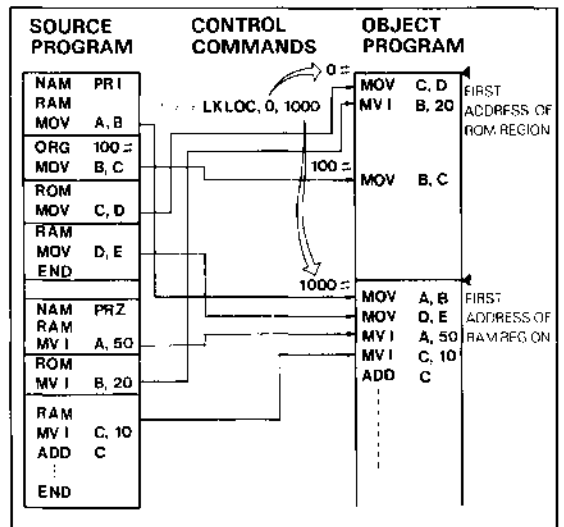 SOURCE PROGRAM
CONTROL COMMANDS
OBJECT PROGRAM
NAM PR1
RAM
MOV A, B
ORG 100=
MOV B, C
ROM
MOV C, D
RAM
MOV D, E
END
NAM PRZ
RAM
MVI A, 50
ROM
MVI B, 20
RAM
MVI C, 10
ADD C
END
LKLOC, 0, 1000
0=
MOV C, D
MVI B, 20
FIRST
ADDRESS OF
ROM REGION
100=
MOV B, C
1000=
MOV A, B
MOV D, E
MVI A, 50
MVI C, 10
ADD C
FIRST
ADDRESS OF
RAM REGION